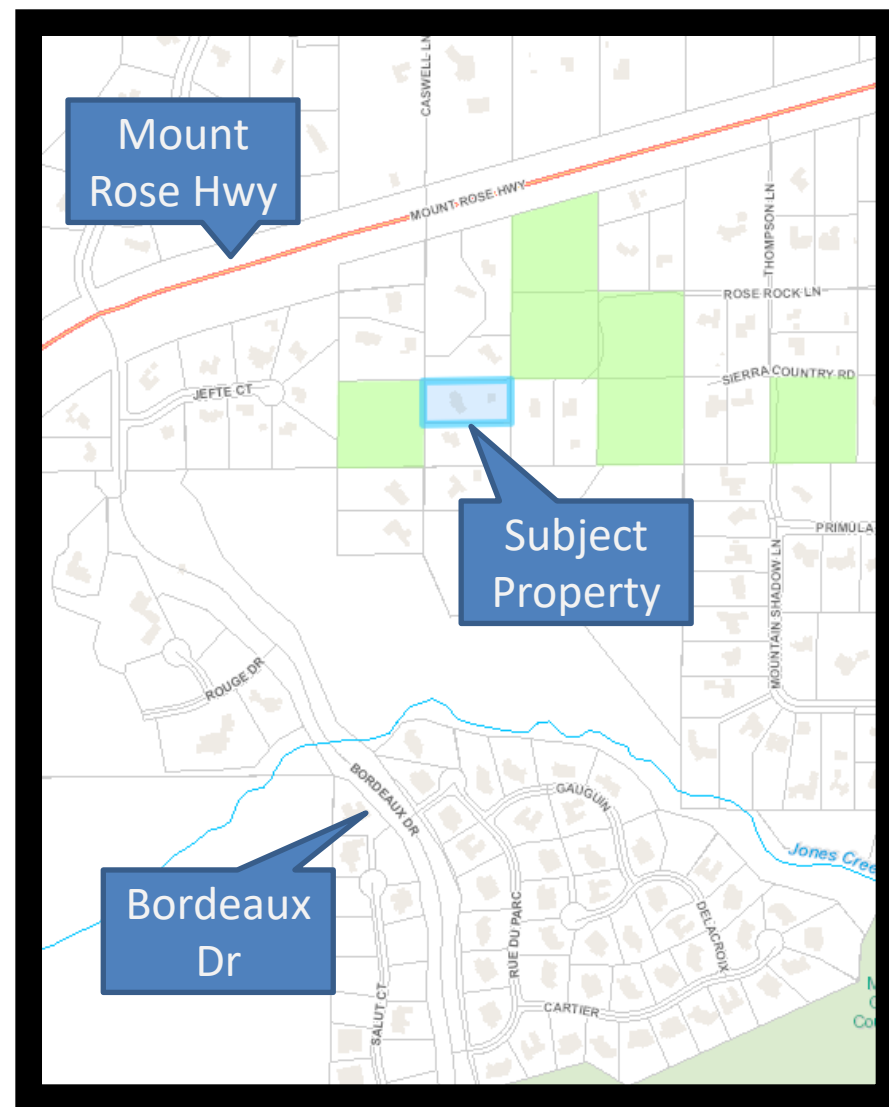 CASWELL LN
Mount
Rose Hwy
MOUNT ROSE HWY
THOMPSON LN
ROSE ROCK LN
SIERRA COUNTRY RD
JEFTE CT
Subject
Property
PRIMULA
MOUNTAIN SHADOW LN
ROUGE DR
BORDEAUX DR
GAUGUIN
Jones Cree
Bordeaux
Dr
RUE DU PARC
DELACROIX
SALUT CT
CARTIER
M
Cou